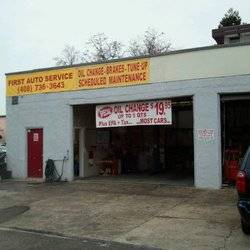 FIRST AUTO SERVICE
(408) 736-3643
OIL CHANGE-BRAKES-TUNE UP
SCHEDULED MAINTENANCE
OIL CHANGE $19.95
UP TO 5 QTS
Plus EPA + Tax... ...MOST CARS...